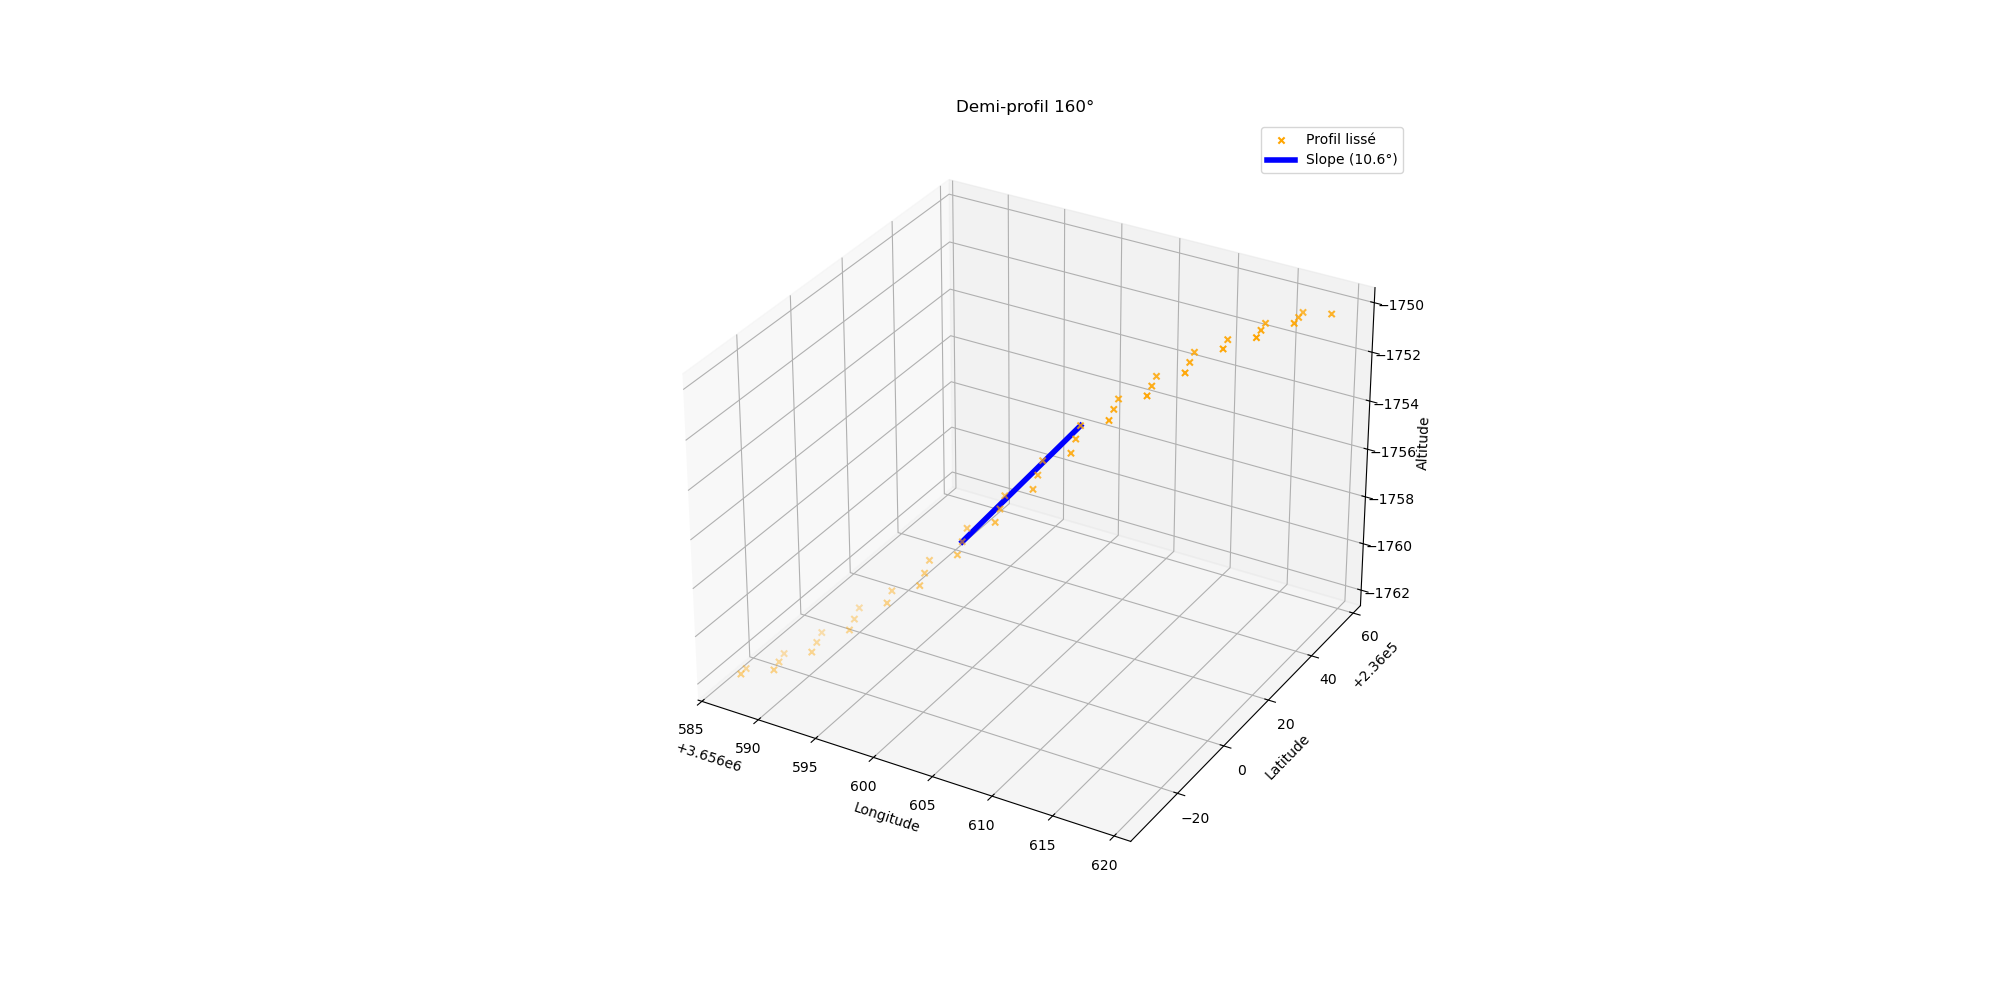 Demi-profil 160°
Profil lissé
Slope (10.6°)
−1750
−1752
−1754
−1756
−1758
−1760
−1762
Altitude
60
40
20
0
−20
+2.36e5
Latitude
585
590
595
600
605
610
615
620
+3.656e6
Longitude